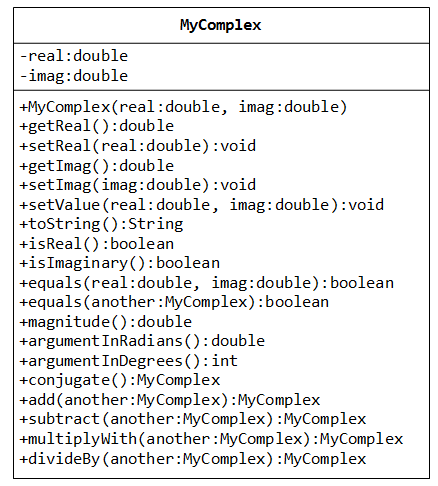 MyComplex
-real:double
-imag:double
+MyComplex(real:double, imag:double)
+getReal():double
+setReal(real:double):void
+getImag():double
+setImag(imag:double):void
+setValue(real:double, imag:double):void
+toString():String
+isReal():boolean
+isImaginary():boolean
+equals(real:double, imag:double):boolean
+equals(another:MyComplex):boolean
+magnitude():double
+argumentInRadians():double
+argumentInDegrees():int
+conjugate():MyComplex
+add(another:MyComplex):MyComplex
+subtract(another:MyComplex):MyComplex
+multiplyWith(another:MyComplex):MyComplex
+divideBy(another:MyComplex):MyComplex